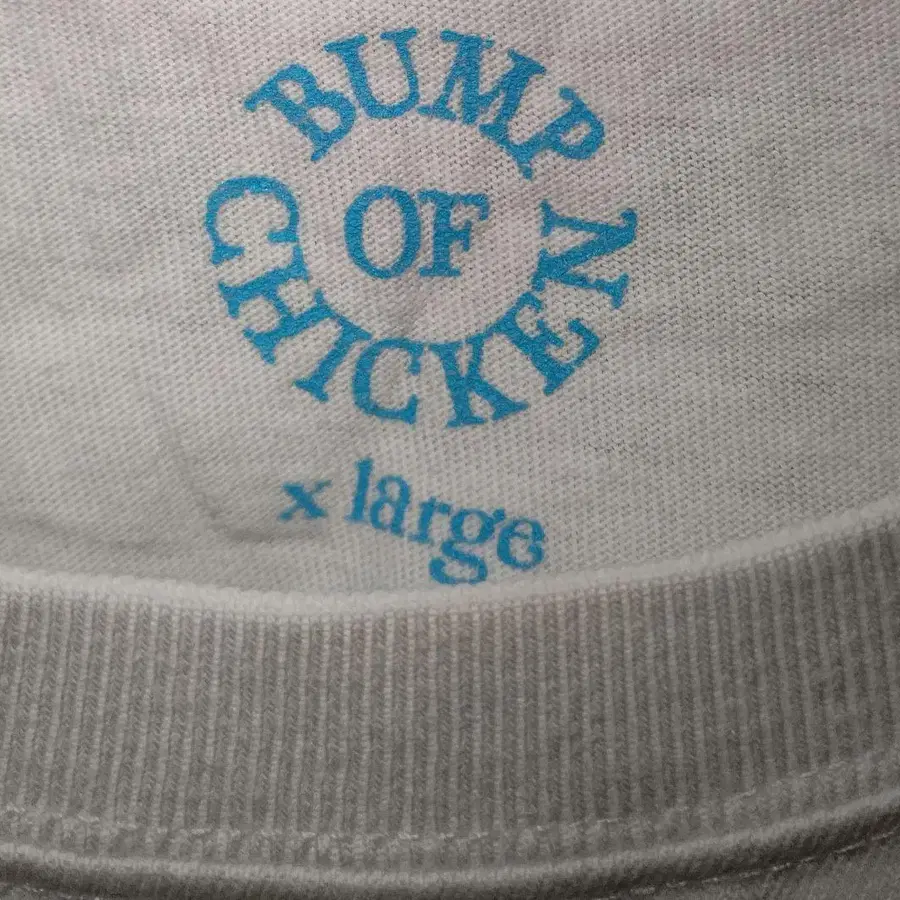 BUMP
OF
CHICKEN
x large